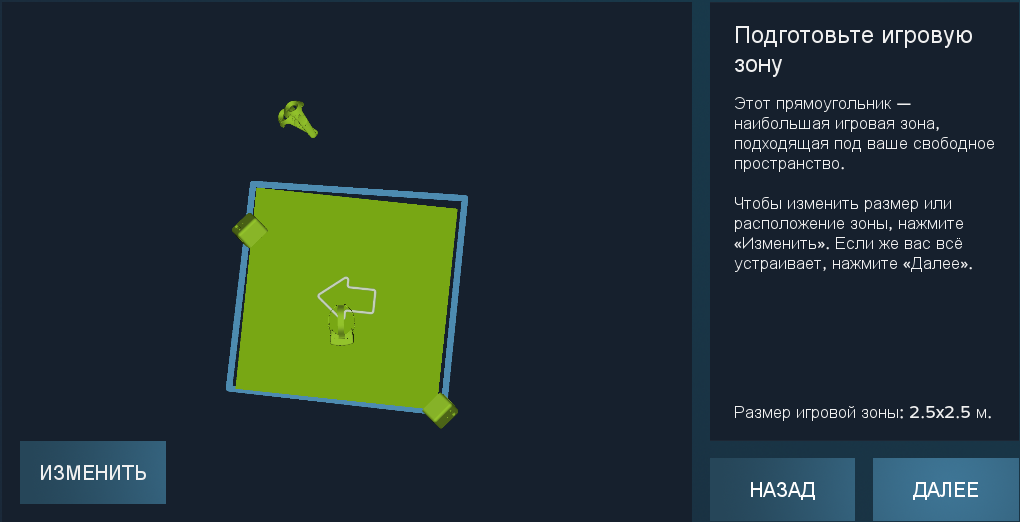 Подготовьте игровую
зону
Этот прямоугольник —
наибольшая игровая зона,
подходящая под ваше свободное
пространство.
Чтобы изменить размер или
расположение зоны, нажмите
«Изменить». Если же вас всё
устраивает, нажмите «Далее».
Размер игровой зоны: 2.5x2.5 м.
ИЗМЕНИТЬ
НАЗАД
ДАЛЕЕ